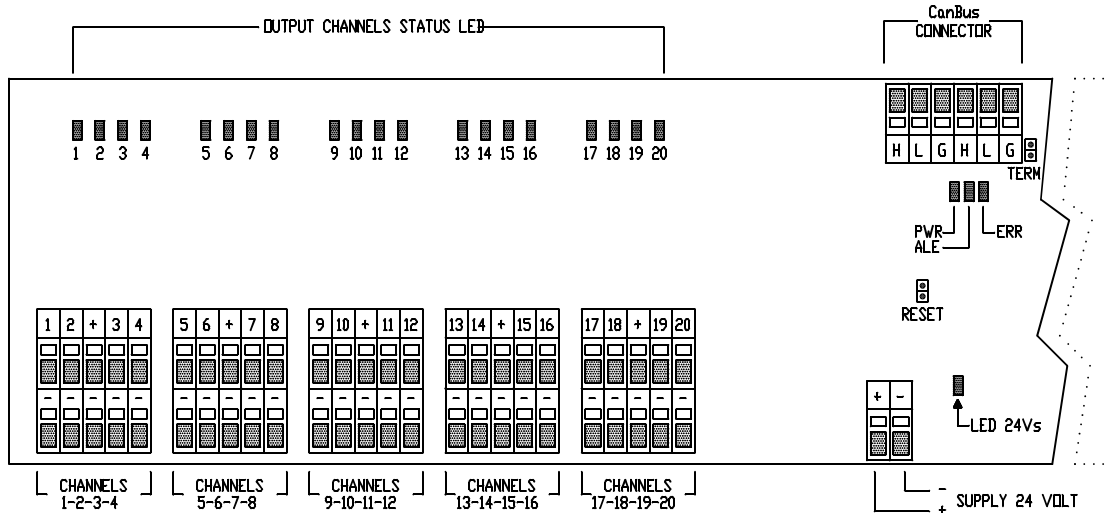 OUTPUT CHANNELS STATUS LED
CanBus
CONNECTOR
1 2 3 4 5 6 7 8 9 10 11 12 13 14 15 16 17 18 19 20
H L G H L G
TERM
PWR ERR
ALE
RESET
1 2 + 3 4 5 6 + 7 8 9 10 + 11 12 13 14 + 15 16 17 18 + 19 20
- - - - - - - - - - - - - - - - - - - - - - - - -
+ -
LED 24Vs
CHANNELS CHANNELS CHANNELS CHANNELS CHANNELS
1-2-3-4 5-6-7-8 9-10-11-12 13-14-15-16 17-18-19-20
- SUPPLY 24 VOLT
+